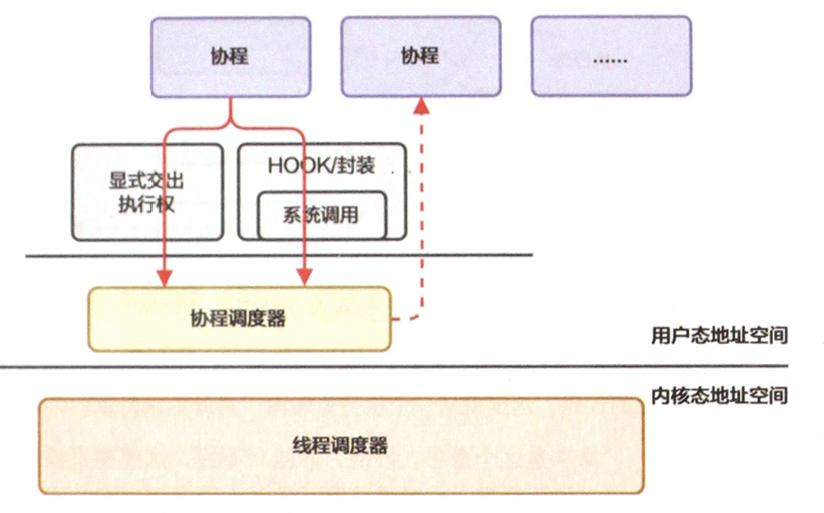 协程
协程
......
显式交出
执行权
HOOK/封装
系统调用
协程调度器
用户态地址空间
内核态地址空间
线程调度器